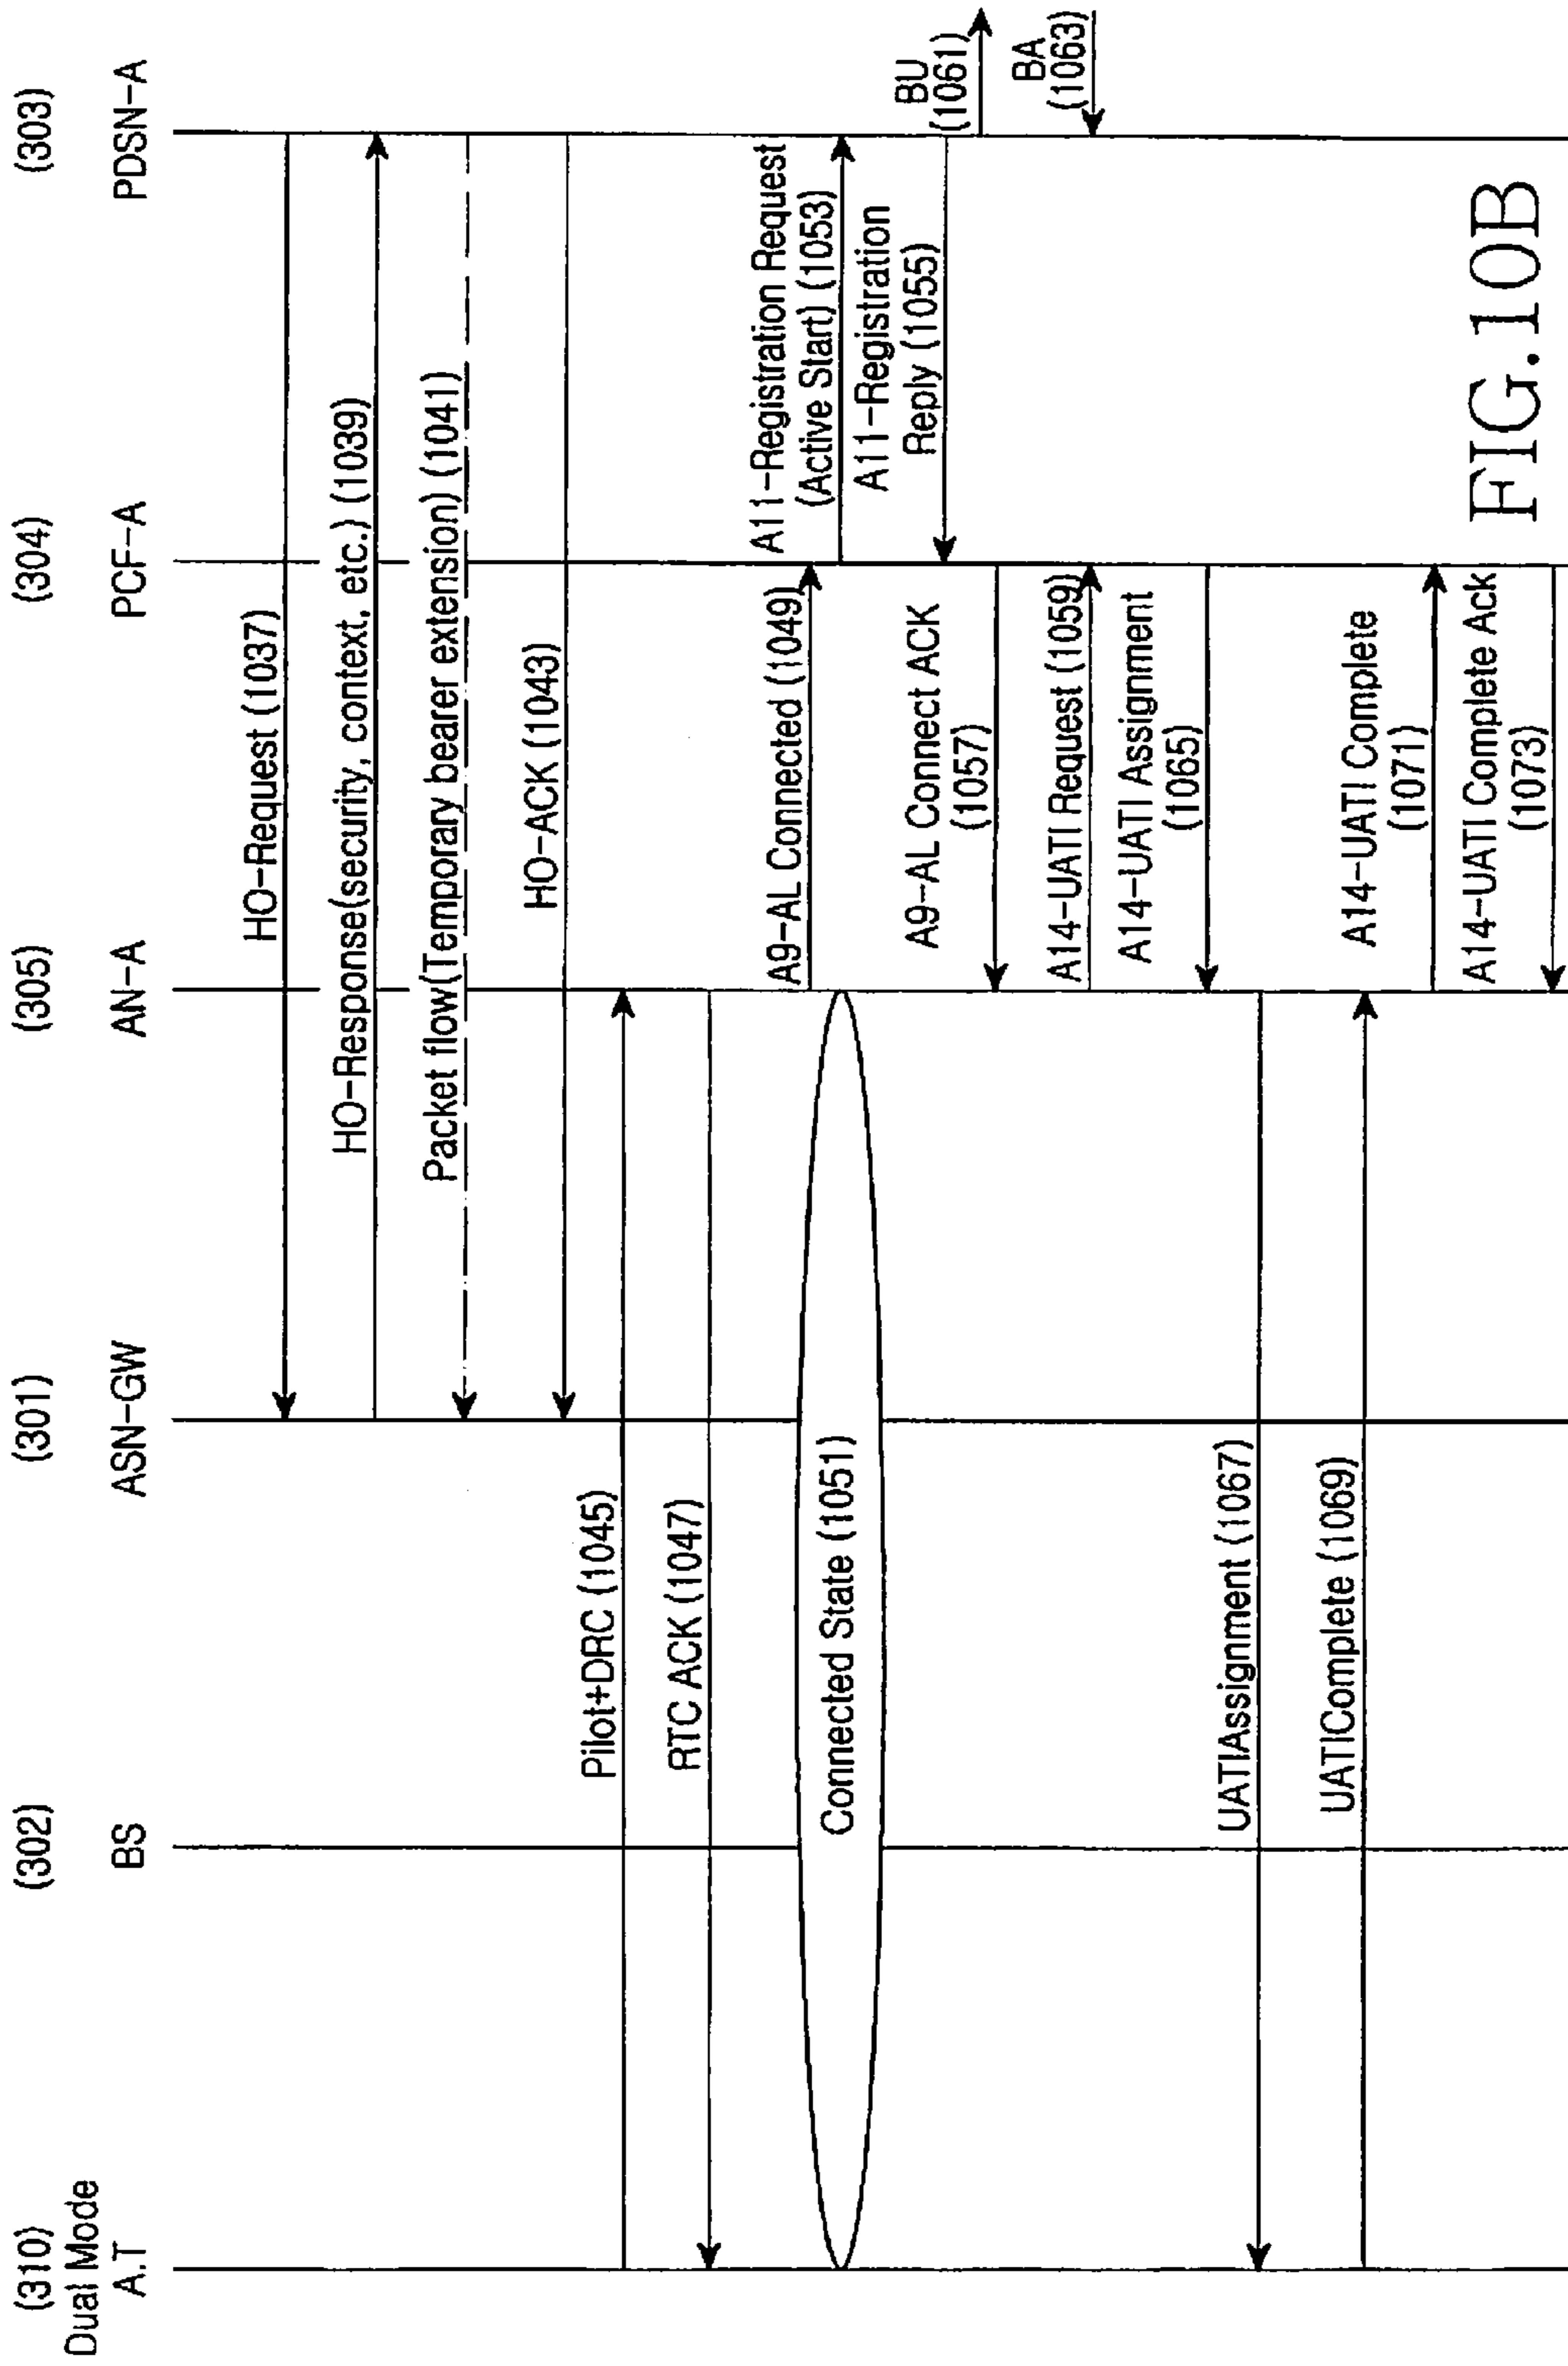 (310)
Dual Mode
A.T
(302)
BS
(301)
ASN-GW
(305)
AN-A
(304)
PCF-A
(303)
PDSN-A
HO-Request (1037)
HO-Response(security, context, etc.) (1039)
Packet flow(Temporary bearer extension) (1041)
HO-ACK (1043)
Pilot+DRC (1045)
RTC ACK (1047)
A9-AL Connected (1049)
Connected State (1051)
A11-Registration Request
(Active Start) (1053)
A11-Registration
Reply (1055)
A9-AL Connect ACK
(1057)
A14-UATI Request (1059)
BU
(1061)
BA
(1063)
A14-UATI Assignment
(1065)
UATIAssignment (1067)
UATIComplete (1069)
A14-UATI Complete
(1071)
A14-UATI Complete Ack
(1073)
FIG.10B